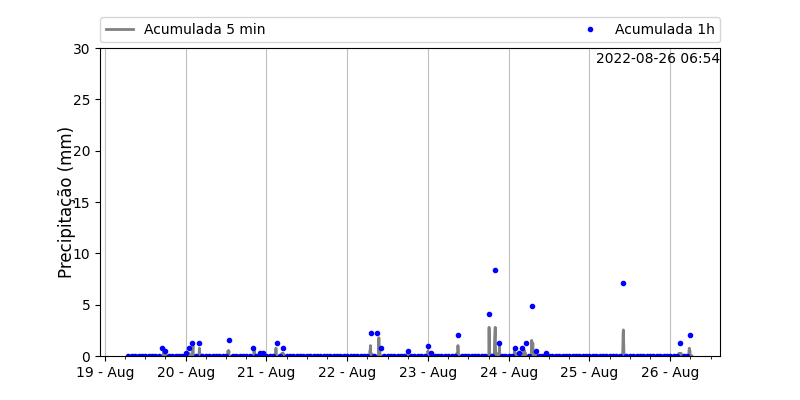 Acumulada 5 min
Acumulada 1h
2022-08-26 06:54
Precipitação (mm)
30
25
20
15
10
5
0
19 - Aug
20 - Aug
21 - Aug
22 - Aug
23 - Aug
24 - Aug
25 - Aug
26 - Aug